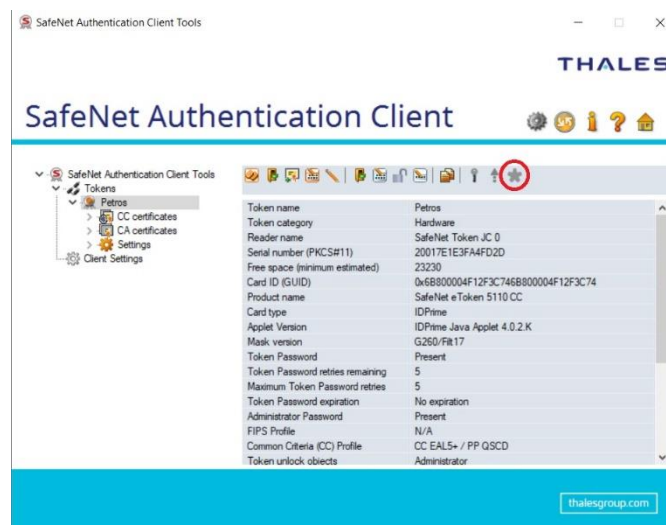 SafeNet Authentication Client Tools
THALES
SafeNet Authentication Client
SafeNet Authentication Client Tools
Tokens
Petros
CC certificates
CA certificates
Settings
Client Settings
Token name Petros
Token category Hardware
Reader name SafeNet Token JC 0
Serial number (PKCS#11) 20017E1E3FA4FD2D
Free space (minimum estimated) 23230
Card ID (GUID) 0x6B800004F12F3C746B800004F12F3C74
Product name SafeNet eToken 5110 CC
Card type IDPrime
Applet Version IDPrime Java Applet 4.0.2.K
Mask version G260/Filt17
Token Password Present
Token Password retries remaining 5
Maximum Token Password retries 5
Token Password expiration No expiration
Administrator Password Present
FIPS Profile N/A
Common Criteria (CC) Profile CC EAL5+ / PP QSCD
Token unlock objects Administrator
thalesgroup.com